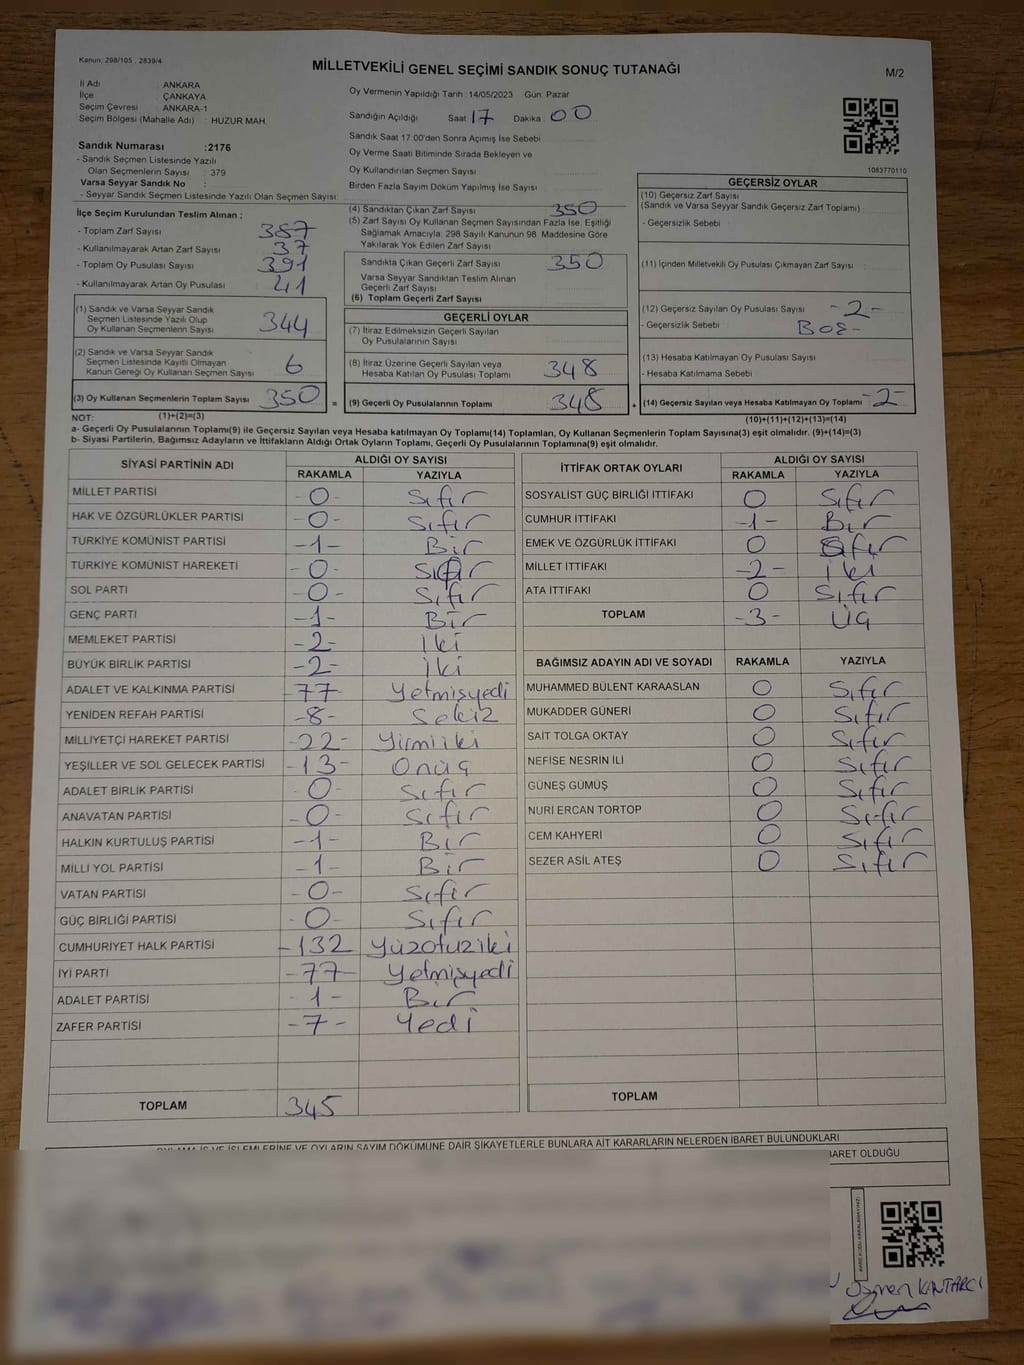 Kanun, 298/105 , 2839/4
MİLLETVEKİLİ GENEL SEÇİMİ SANDIK SONUÇ TUTANAĞI
M/2
İl Adı ANKARA
İlçe ÇANKAYA
Seçim Çevresi : ANKARA-1
Seçim Bölgesi (Mahalle Adı) : HUZUR MAH.
Oy Vermenin Yapıldığı Tarih : 14/05/2023 Gün: Pazar
Sandığın Açıldığı Saat 17 Dakika : 00
Sandık Saat 17:00'den Sonra Açımış İse Sebebi
Oy Verme Saati Bitiminde Sırada Bekleyen ve
Oy Kullandırılan Seçmen Sayısı
Birden Fazla Sayım Döküm Yapılmış İse Sayısı
1083770110
Sandık Numarası :2176
- Sandık Seçmen Listesinde Yazılı
Olan Seçmenlerin Sayısı : 379
Varsa Seyyar Sandık No :
- Seyyar Sandık Seçmen Listesinde Yazılı Olan Seçmen Sayısı
İlçe Seçim Kurulundan Teslim Alınan ;
- Toplam Zarf Sayısı 387
- Kullanılmayarak Artan Zarf Sayısı 37
- Toplam Oy Pusulası Sayısı 391
- Kullanılmayarak Artan Oy Pusulası 41
(1) Sandık ve Varsa Seyyar Sandık
Seçmen Listesinde Yazılı Olup
Oy Kullanan Seçmenlerin Sayısı 344
(2) Sandık ve Varsa Seyyar Sandık
Seçmen Listesinde Kayıtlı Olmayan
Kanun Gereği Oy Kullanan Seçmen Sayısı 6
(3) Oy Kullanan Seçmenlerin Toplam Sayısı 350 =
(1)+(2)=(3)
(4) Sandıktan Çıkan Zarf Sayısı 350
(5) Zarf Sayısı Oy Kullanan Seçmen Sayısından Fazla İse, Eşitliği
Sağlamak Amacıyla, 298 Sayılı Kanunun 98. Maddesine Göre
Yakılarak Yok Edilen Zarf Sayısı
Sandıkta Çıkan Geçerli Zarf Sayısı 350
Varsa Seyyar Sandıktan Teslim Alınan
Geçerli Zarf Sayısı
(6) Toplam Geçerli Zarf Sayısı
GEÇERLİ OYLAR
(7) İtiraz Edilmeksizin Geçerli Sayılan
Oy Pusulalarının Sayısı
(8) İtiraz Üzerine Geçerli Sayılan veya
Hesaba Katılan Oy Pusulası Toplamı 348
(9) Geçerli Oy Pusulalarının Toplamı 348 +
GEÇERSİZ OYLAR
(10) Geçersiz Zarf Sayısı
(Sandık ve Varsa Seyyar Sandık Geçersiz Zarf Toplamı)
- Geçersizlik Sebebi
(11) İçinden Milletvekili Oy Pusulası Çıkmayan Zarf Sayısı
(12) Geçersiz Sayılan Oy Pusulası Sayısı -2-
- Geçersizlik Sebebi
(13) Hesaba Katılmayan Oy Pusulası Sayısı
- Hesaba Katılmama Sebebi
(14) Geçersiz Sayılan veya Hesaba Katılmayan Oy Toplamı -2-
(10)+(11)+(12)+(13)=(14)
NOT:
a- Geçerli Oy Pusulalarının Toplamı(9) ile Geçersiz Sayılan veya Hesaba katılmayan Oy Toplamı(14) Toplamları, Oy Kullanan Seçmenlerin Toplam Sayısına(3) eşit olmalıdır. (9)+(14)=(3)
b- Siyasi Partilerin, Bağımsız Adayların ve İttifakların Aldığı Ortak Oyların Toplamı, Geçerli Oy Pusulalarının Toplamına(9) eşit olmalıdır.
SİYASİ PARTİNİN ADI ALDIĞI OY SAYISI
RAKAMLA YAZIYLA
MİLLET PARTİSİ -0- Sıfır
HAK VE ÖZGÜRLÜKLER PARTİSİ -0- Sıfır
TÜRKİYE KOMÜNİST PARTİSİ -1- Bir
TÜRKİYE KOMÜNİST HAREKETİ -0- Sıfır
SOL PARTİ -0- Sıfır
GENÇ PARTİ -1- Bir
MEMLEKET PARTİSİ -2- İki
BÜYÜK BİRLİK PARTİSİ -2- İki
ADALET VE KALKINMA PARTİSİ -77- Yetmişyedi
YENİDEN REFAH PARTİSİ -8- Sekiz
MİLLİYETÇİ HAREKET PARTİSİ -22- Yirmiiki
YEŞİLLER VE SOL GELECEK PARTİSİ -13- Onüç
ADALET BİRLİK PARTİSİ -0- Sıfır
ANAVATAN PARTİSİ -0- Sıfır
HALKIN KURTULUŞ PARTİSİ -1- Bir
MİLLİ YOL PARTİSİ -1- Bir
VATAN PARTİSİ -0- Sıfır
GÜÇ BİRLİĞİ PARTİSİ -0- Sıfır
CUMHURİYET HALK PARTİSİ -132 Yüzotuziki
İYİ PARTİ -77- Yetmişyedi
ADALET PARTİSİ -1- Bir
ZAFER PARTİSİ -7- Yedi
TOPLAM 345
İTTİFAK ORTAK OYLARI ALDIĞI OY SAYISI
RAKAMLA YAZIYLA
SOSYALİST GÜÇ BİRLİĞİ İTTİFAKI 0 Sıfır
CUMHUR İTTİFAKI -1- Bir
EMEK VE ÖZGÜRLÜK İTTİFAKI 0 Sıfır
MİLLET İTTİFAKI -2- İki
ATA İTTİFAKI 0 Sıfır
TOPLAM -3- Üç
BAĞIMSIZ ADAYIN ADI VE SOYADI RAKAMLA YAZIYLA
MUHAMMED BÜLENT KARAASLAN 0 Sıfır
MUKADDER GÜNERİ 0 Sıfır
SAİT TOLGA OKTAY 0 Sıfır
NEFİSE NESRİN İLİ 0 Sıfır
GÜNEŞ GÜMÜŞ 0 Sıfır
NURİ ERCAN TORTOP 0 Sıfır
CEM KAHYERİ 0 Sıfır
SEZER ASİL ATEŞ 0 Sıfır
TOPLAM
İŞLEMLERİNE VE OYLARIN SAYIM DÖKÜMÜNE DAİR ŞİKAYETLERLE BUNLARA AİT KARARLARIN NELERDEN İBARET BULUNDUKLARI
BARET OLDUĞU
Osman KANTARCI